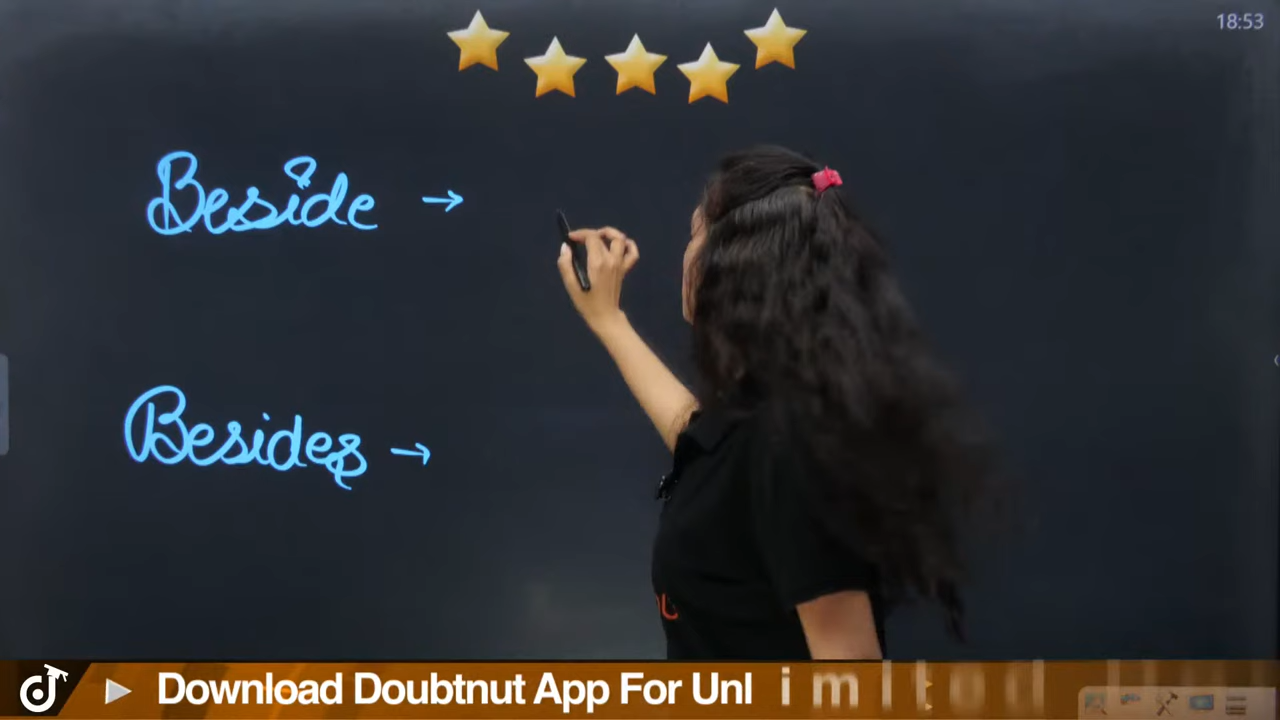 18:53
Beside →
Besides →
Download Doubtnut App For Unl i m i t e d